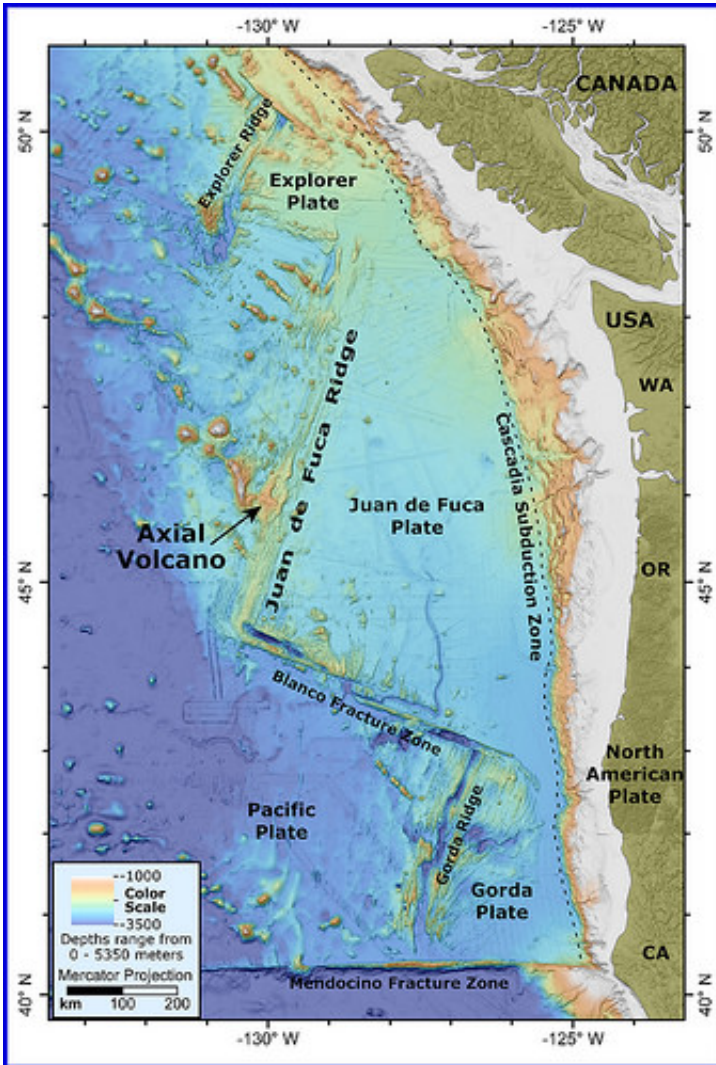 -130° W
-125° W
CANADA
50° N
50° N
Explorer Ridge
Explorer
Plate
USA
WA
Juan de Fuca Ridge
Cascadia Subduction Zone
Juan de Fuca
Plate
Axial
Volcano
45° N
45° N
OR
Blanco Fracture Zone
North
American
Plate
Pacific
Plate
Gorda Ridge
Gorda
Plate
--1000
Color
Scale
--3500
Depths range from
0 - 5350 meters
Mercator Projection
km 100 200
CA
Mendocino Fracture Zone
40° N
40° N
-130° W
-125° W